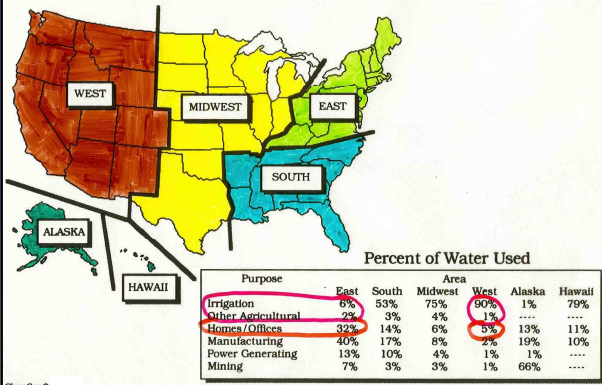 WEST
MIDWEST
EAST
SOUTH
ALASKA
HAWAII
Percent of Water Used
Purpose Area
East South Midwest West Alaska Hawaii
Irrigation 6% 53% 75% 90% 1% 79%
Other Agricultural 2% 3% 4% 1% ---- ----
Homes/Offices 32% 14% 6% 5% 13% 11%
Manufacturing 40% 17% 8% 2% 19% 10%
Power Generating 13% 10% 4% 1% 1% ----
Mining 7% 3% 3% 1% 66% ----